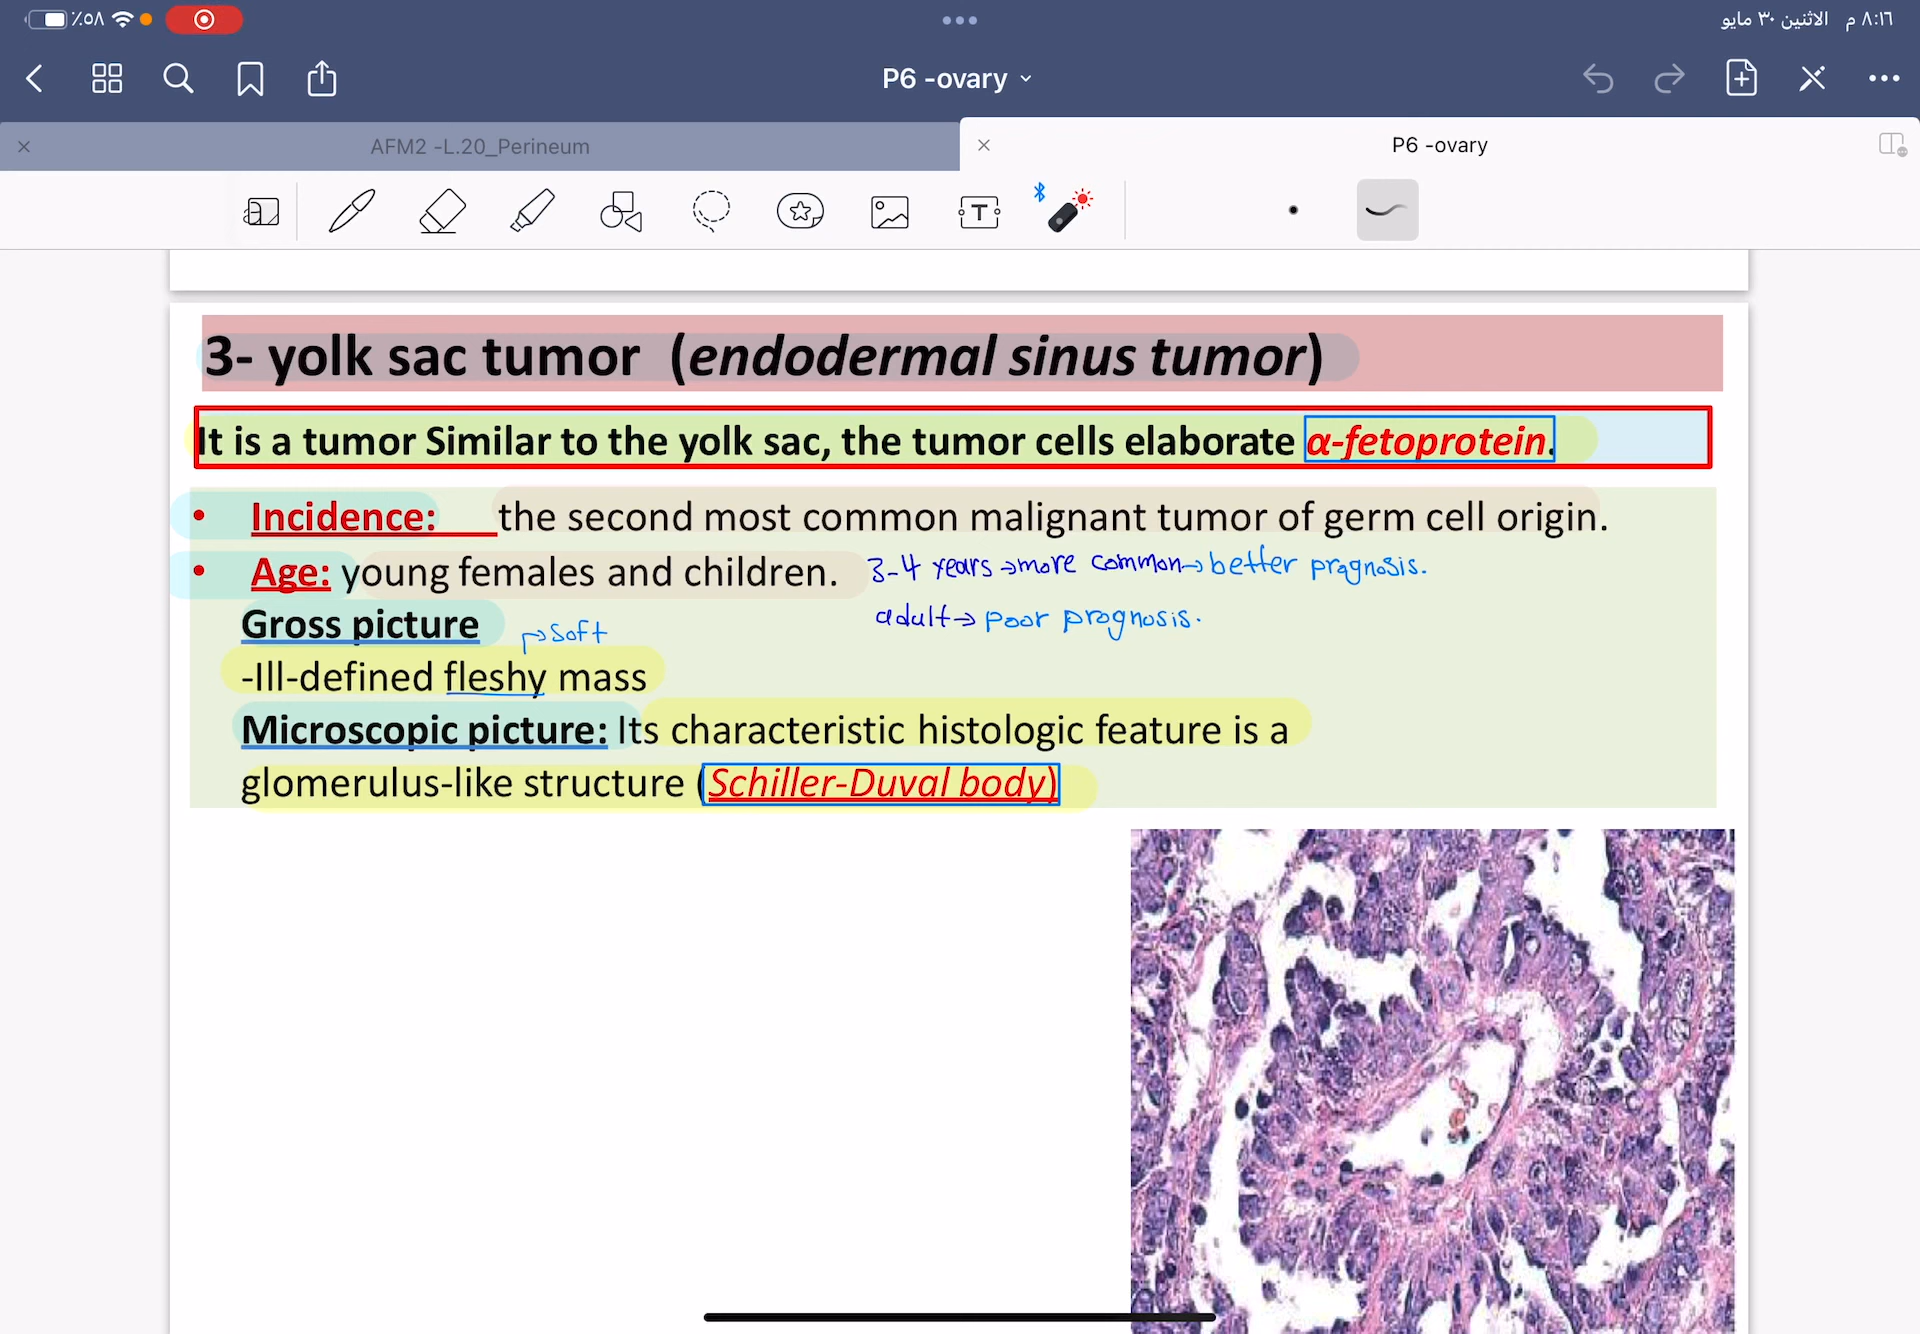 ٪٥٨
٨:١٦ م الاثنين ٣٠ مايو
P6 -ovary
AFM2 -L.20_Perineum
P6 -ovary
3- yolk sac tumor (endodermal sinus tumor)
It is a tumor Similar to the yolk sac, the tumor cells elaborate α-fetoprotein.
• Incidence: the second most common malignant tumor of germ cell origin.
• Age: young females and children. 3-4 years → more common → better prognosis.
adult → poor prognosis.
Gross picture
→ soft
-Ill-defined fleshy mass
Microscopic picture: Its characteristic histologic feature is a
glomerulus-like structure (Schiller-Duval body)